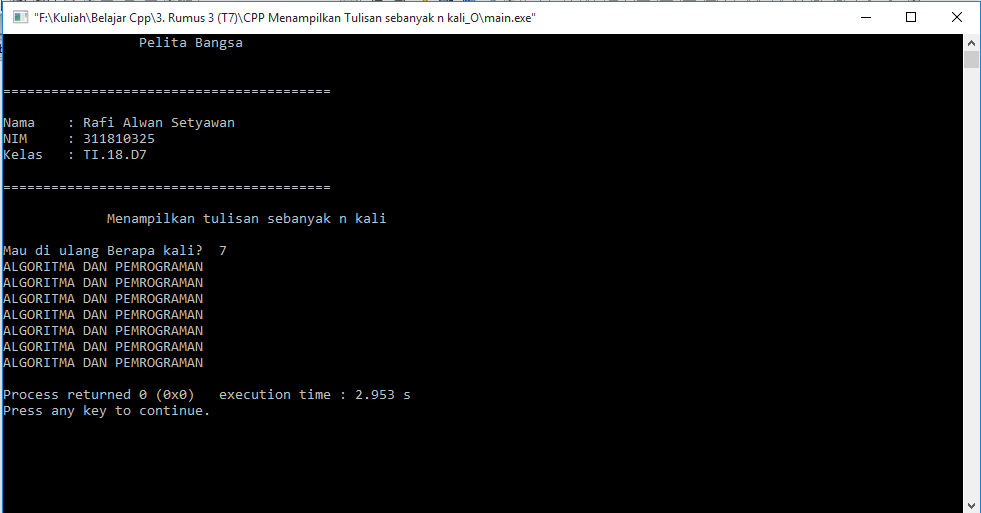 "F:\Kuliah\Belajar Cpp\3. Rumus 3 (T7)\CPP Menampilkan Tulisan sebanyak n kali_O\main.exe"
Pelita Bangsa
=========================================
Nama    : Rafi Alwan Setyawan
NIM     : 311810325
Kelas   : TI.18.D7
=========================================
Menampilkan tulisan sebanyak n kali
Mau di ulang Berapa kali?  7
ALGORITMA DAN PEMROGRAMAN
ALGORITMA DAN PEMROGRAMAN
ALGORITMA DAN PEMROGRAMAN
ALGORITMA DAN PEMROGRAMAN
ALGORITMA DAN PEMROGRAMAN
ALGORITMA DAN PEMROGRAMAN
ALGORITMA DAN PEMROGRAMAN
Process returned 0 (0x0)   execution time : 2.953 s
Press any key to continue.